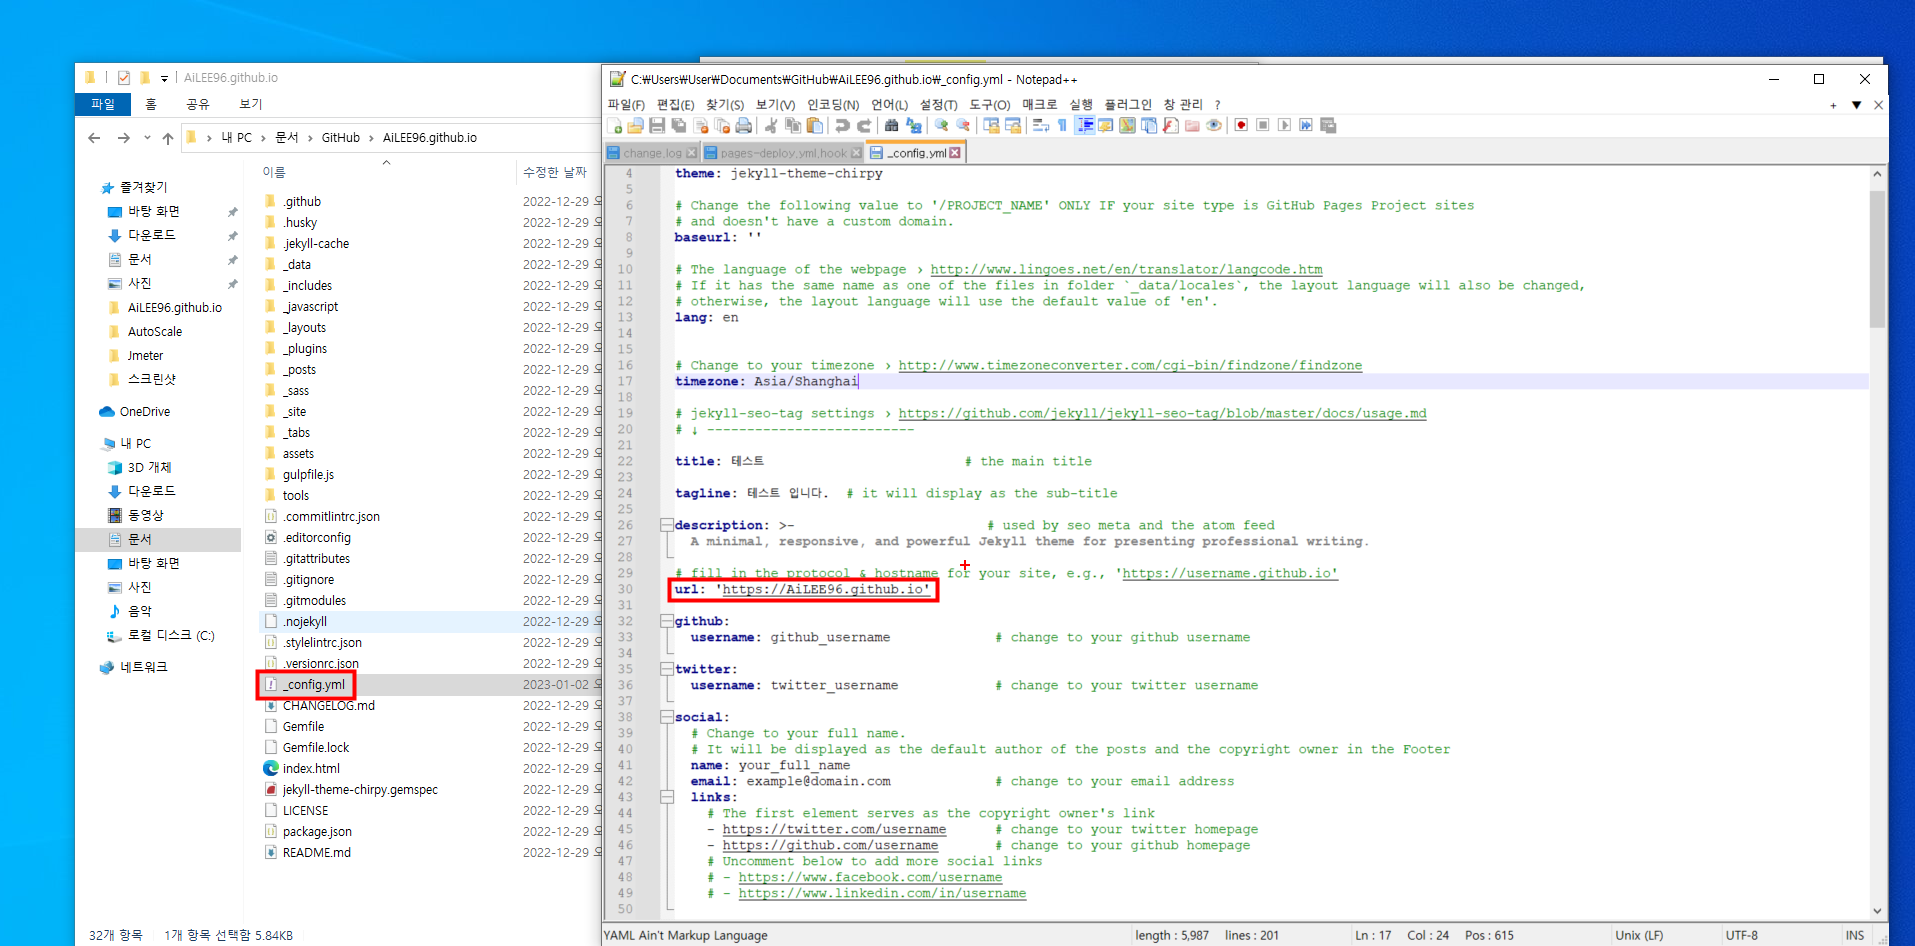 AiLEE96.github.io
파일 홈 공유 보기
내 PC › 문서 › GitHub › AiLEE96.github.io
이름 수정한 날짜
즐겨찾기
바탕 화면
다운로드
문서
사진
AiLEE96.github.io
AutoScale
Jmeter
스크린샷
OneDrive
내 PC
3D 개체
다운로드
동영상
문서
바탕 화면
사진
음악
로컬 디스크 (C:)
네트워크
.github 2022-12-29 오
.husky 2022-12-29 오
.jekyll-cache 2022-12-29 오
_data 2022-12-29 오
_includes 2022-12-29 오
_javascript 2022-12-29 오
_layouts 2022-12-29 오
_plugins 2022-12-29 오
_posts 2022-12-29 오
_sass 2022-12-29 오
_site 2022-12-29 오
_tabs 2022-12-29 오
assets 2022-12-29 오
gulpfile.js 2022-12-29 오
tools 2022-12-29 오
.commitlintrc.json 2022-12-29 오
.editorconfig 2022-12-29 오
.gitattributes 2022-12-29 오
.gitignore 2022-12-29 오
.gitmodules 2022-12-29 오
.nojekyll 2022-12-29 오
.stylelintrc.json 2022-12-29 오
.versionrc.json 2022-12-29 오
_config.yml 2023-01-02 오
CHANGELOG.md 2022-12-29 오
Gemfile 2022-12-29 오
Gemfile.lock 2022-12-29 오
index.html 2022-12-29 오
jekyll-theme-chirpy.gemspec 2022-12-29 오
LICENSE 2022-12-29 오
package.json 2022-12-29 오
README.md 2022-12-29 오
32개 항목 1개 항목 선택함 5.84KB
C:₩Users₩User₩Documents₩GitHub₩AiLEE96.github.io₩_config.yml - Notepad++
파일(F) 편집(E) 찾기(S) 보기(V) 인코딩(N) 언어(L) 설정(T) 도구(O) 매크로 실행 플러그인 창 관리 ?
change.log pages-deploy.yml.hook _config.yml
4 theme: jekyll-theme-chirpy
5
6 # Change the following value to '/PROJECT_NAME' ONLY IF your site type is GitHub Pages Project sites
7 # and doesn't have a custom domain.
8 baseurl: ''
9
10 # The language of the webpage › http://www.lingoes.net/en/translator/langcode.htm
11 # If it has the same name as one of the files in folder `_data/locales`, the layout language will also be changed,
12 # otherwise, the layout language will use the default value of 'en'.
13 lang: en
14
15
16 # Change to your timezone › http://www.timezoneconverter.com/cgi-bin/findzone/findzone
17 timezone: Asia/Shanghai
18
19 # jekyll-seo-tag settings › https://github.com/jekyll/jekyll-seo-tag/blob/master/docs/usage.md
20 # ↓ --------------------------
21
22 title: 테스트 # the main title
23
24 tagline: 테스트 입니다. # it will display as the sub-title
25
26 description: >- # used by seo meta and the atom feed
27 A minimal, responsive, and powerful Jekyll theme for presenting professional writing.
28
29 # fill in the protocol & hostname for your site, e.g., 'https://username.github.io'
30 url: 'https://AiLEE96.github.io'
31
32 github:
33 username: github_username # change to your github username
34
35 twitter:
36 username: twitter_username # change to your twitter username
37
38 social:
39 # Change to your full name.
40 # It will be displayed as the default author of the posts and the copyright owner in the Footer
41 name: your_full_name
42 email: example@domain.com # change to your email address
43 links:
44 # The first element serves as the copyright owner's link
45 - https://twitter.com/username # change to your twitter homepage
46 - https://github.com/username # change to your github homepage
47 # Uncomment below to add more social links
48 # - https://www.facebook.com/username
49 # - https://www.linkedin.com/in/username
50
YAML Ain't Markup Language length : 5,987 lines : 201 Ln : 17 Col : 24 Pos : 615 Unix (LF) UTF-8 INS